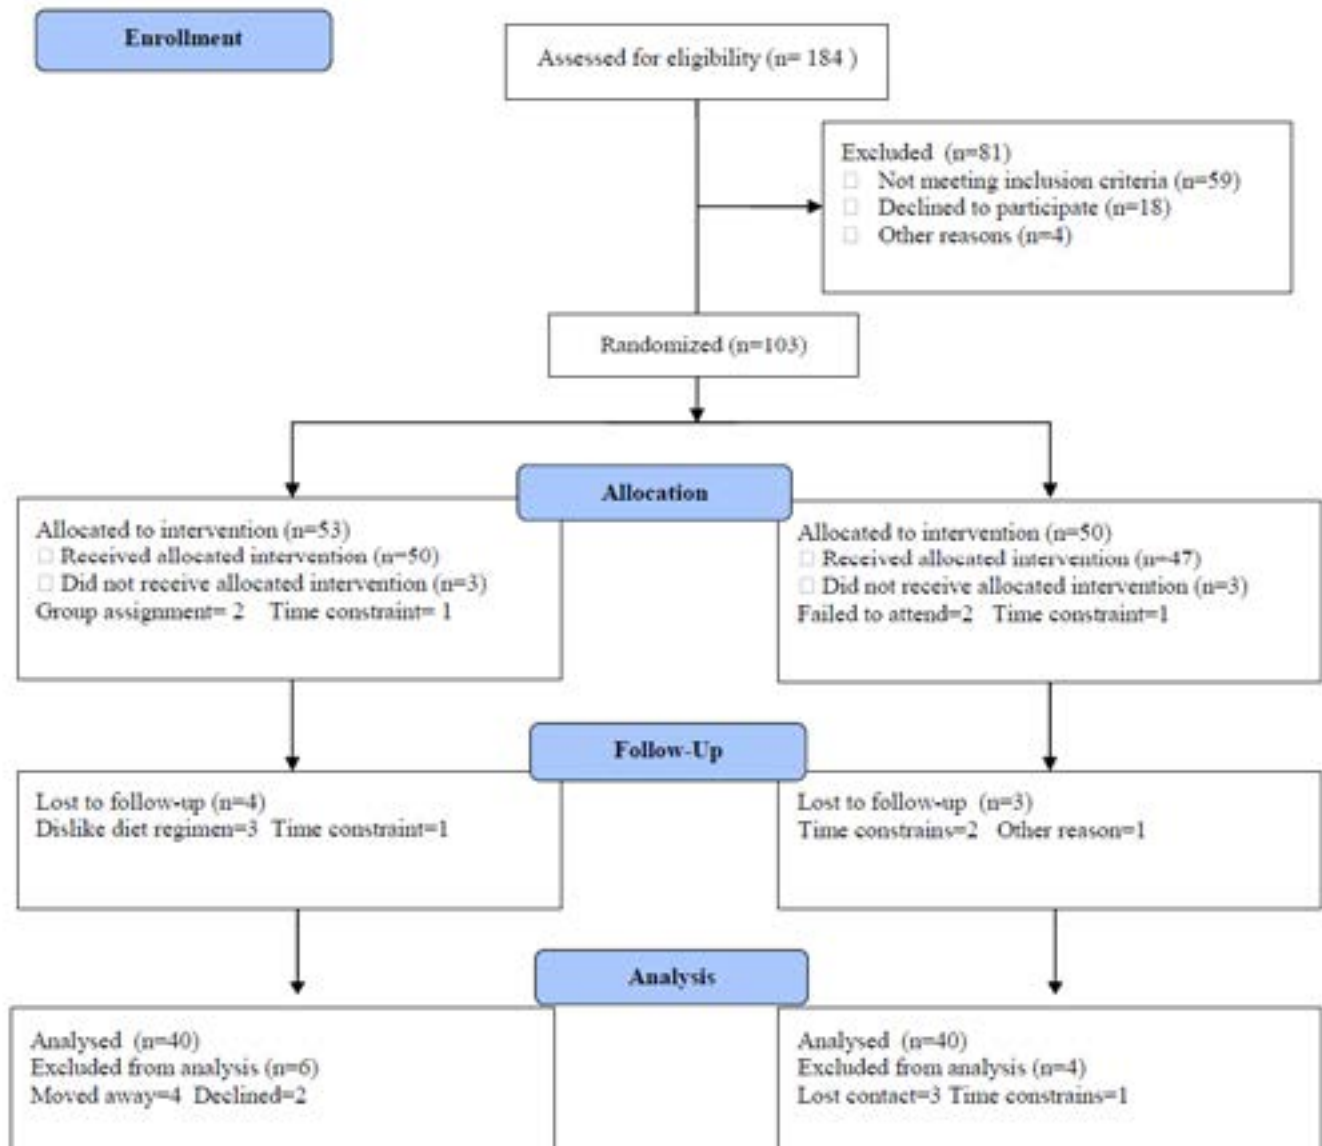 Enrollment
Assessed for eligibility (n= 184 )
Excluded (n=81)
Not meeting inclusion criteria (n=59)
Declined to participate (n=18)
Other reasons (n=4)
Randomized (n=103)
Allocation
Allocated to intervention (n=53)
Received allocated intervention (n=50)
Did not receive allocated intervention (n=3)
Group assignment= 2 Time constraint= 1
Allocated to intervention (n=50)
Received allocated intervention (n=47)
Did not receive allocated intervention (n=3)
Failed to attend=2 Time constraint=1
Follow-Up
Lost to follow-up (n=4)
Dislike diet regimen=3 Time constraint=1
Lost to follow-up (n=3)
Time constrains=2 Other reason=1
Analysis
Analysed (n=40)
Excluded from analysis (n=6)
Moved away=4 Declined=2
Analysed (n=40)
Excluded from analysis (n=4)
Lost contact=3 Time constrains=1